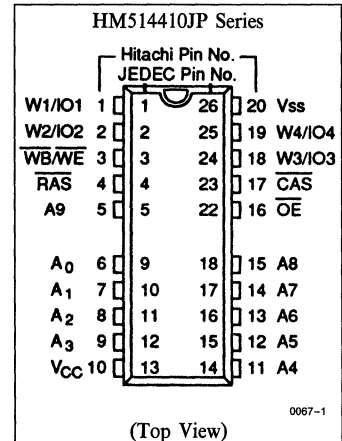 HM514410JP Series
Hitachi Pin No.
JEDEC Pin No.
W1/IO1 1 1 26 20 Vss
W2/IO2 2 2 25 19 W4/IO4
WB/WE 3 3 24 18 W3/IO3
RAS 4 4 23 17 CAS
A9 5 5 22 16 OE
A0 6 9 18 15 A8
A1 7 10 17 14 A7
A2 8 11 16 13 A6
A3 9 12 15 12 A5
VCC 10 13 14 11 A4
0067-1
(Top View)